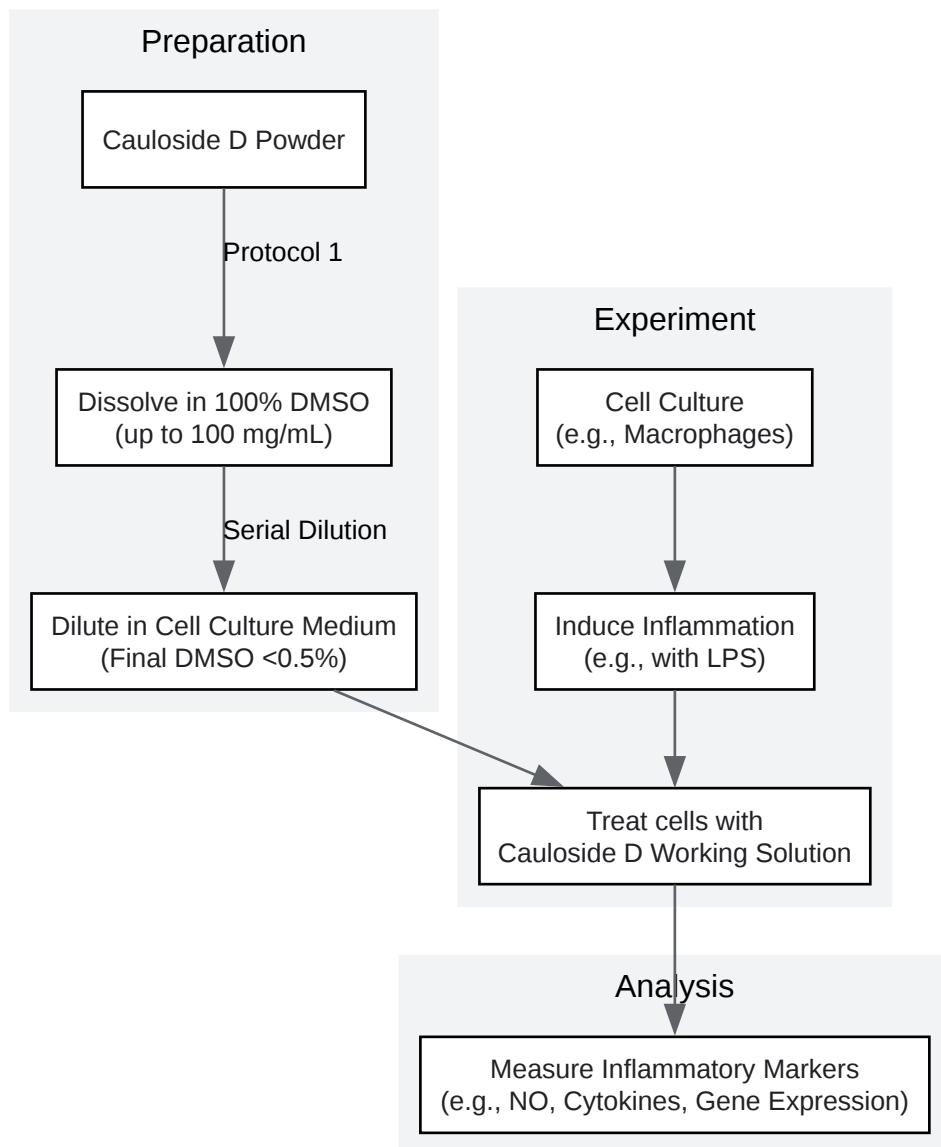 Preparation
Cauloside D Powder
Protocol 1
Dissolve in 100% DMSO
(up to 100 mg/mL)
Serial Dilution
Dilute in Cell Culture Medium
(Final DMSO <0.5%)
Experiment
Cell Culture
(e.g., Macrophages)
Induce Inflammation
(e.g., with LPS)
Treat cells with
Cauloside D Working Solution
Analysis
Measure Inflammatory Markers
(e.g., NO, Cytokines, Gene Expression)